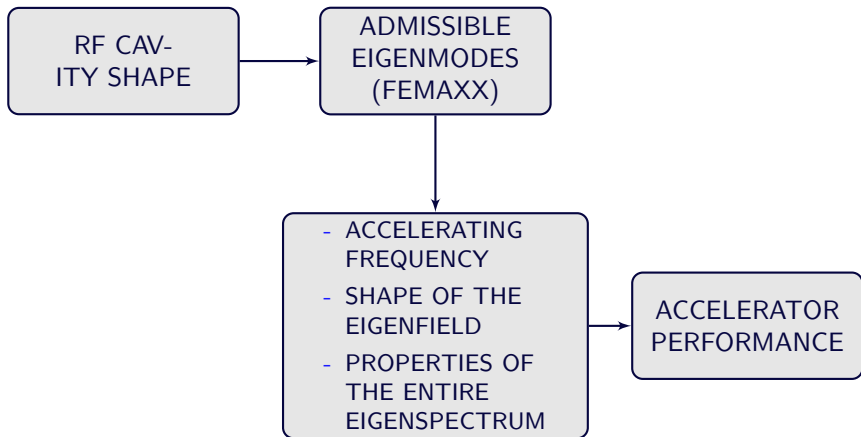 RF CAV-
ITY SHAPE
ADMISSIBLE
EIGENMODES
(FEMAXX)
- ACCELERATING
FREQUENCY
- SHAPE OF THE
EIGENFIELD
- PROPERTIES OF
THE ENTIRE
EIGENSPECTRUM
ACCELERATOR
PERFORMANCE